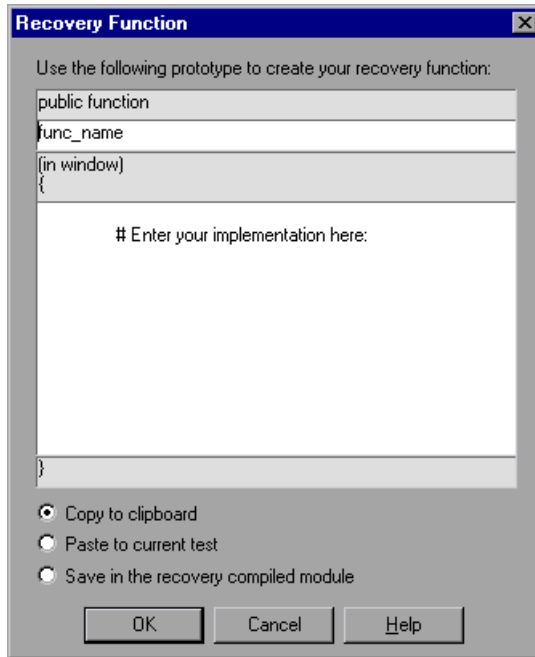 Recovery Function
Use the following prototype to create your recovery function:
public function
func_name
(in window)
{
# Enter your implementation here:
}
Copy to clipboard
Paste to current test
Save in the recovery compiled module
OK
Cancel
Help